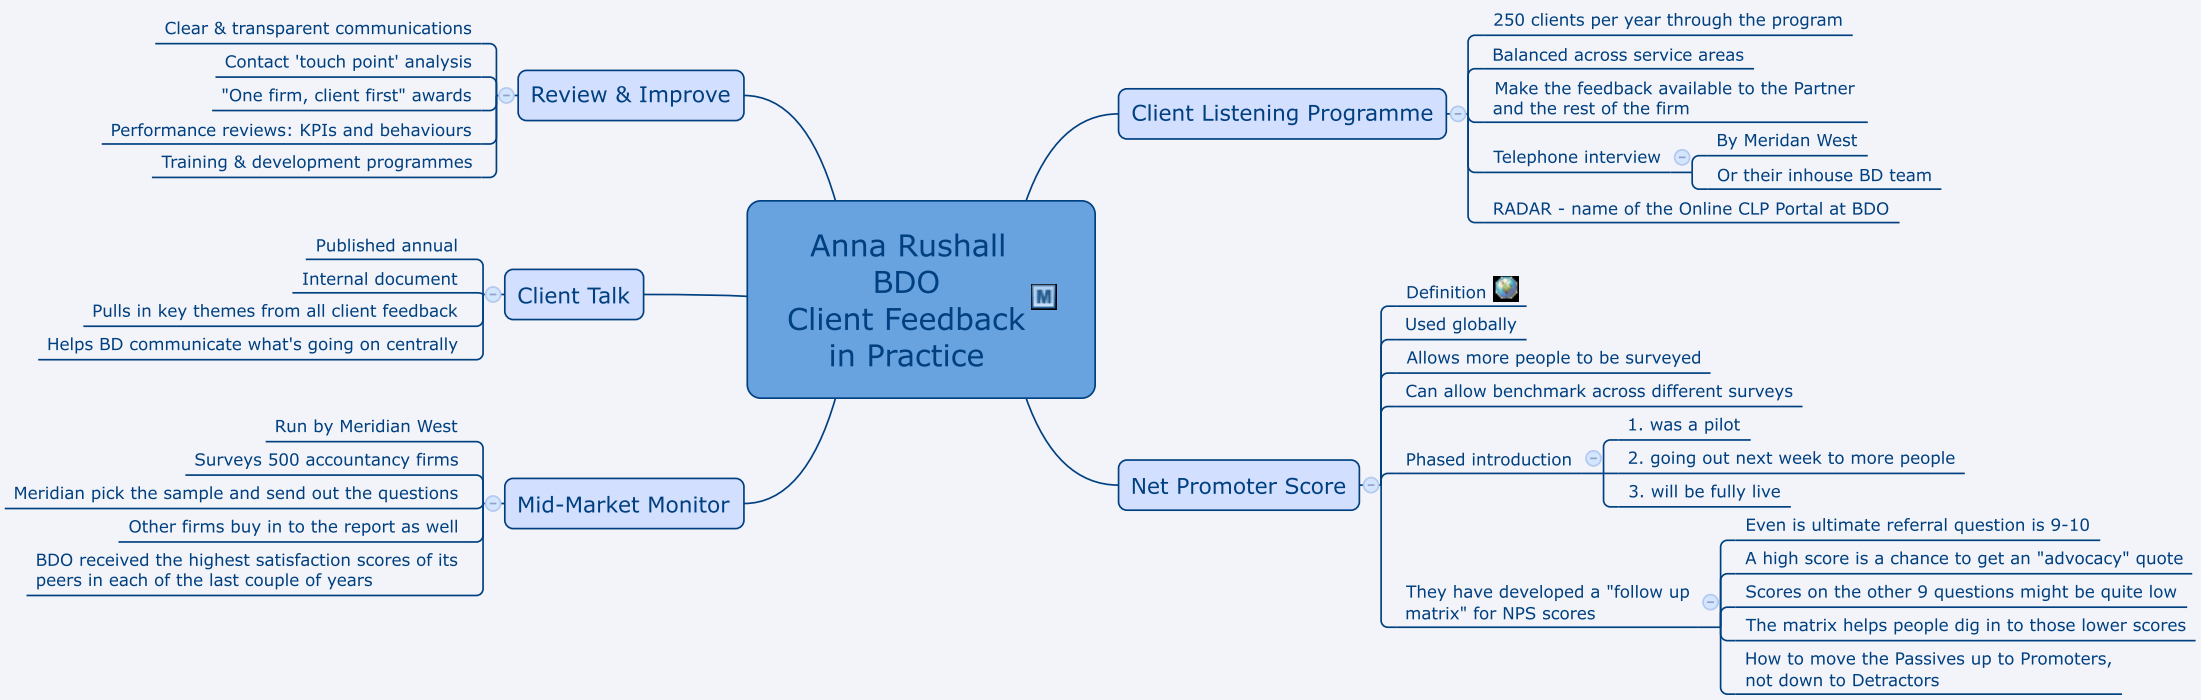 Anna Rushall
BDO
Client Feedback
in Practice
M
Client Listening Programme
250 clients per year through the program
Balanced across service areas
Make the feedback available to the Partner
and the rest of the firm
Telephone interview
By Meridan West
Or their inhouse BD team
RADAR - name of the Online CLP Portal at BDO
Net Promoter Score
Definition
Used globally
Allows more people to be surveyed
Can allow benchmark across different surveys
Phased introduction
1. was a pilot
2. going out next week to more people
3. will be fully live
They have developed a "follow up
matrix" for NPS scores
Even is ultimate referral question is 9-10
A high score is a chance to get an "advocacy" quote
Scores on the other 9 questions might be quite low
The matrix helps people dig in to those lower scores
How to move the Passives up to Promoters,
not down to Detractors
Review & Improve
Clear & transparent communications
Contact 'touch point' analysis
"One firm, client first" awards
Performance reviews: KPIs and behaviours
Training & development programmes
Client Talk
Published annual
Internal document
Pulls in key themes from all client feedback
Helps BD communicate what's going on centrally
Mid-Market Monitor
Run by Meridian West
Surveys 500 accountancy firms
Meridian pick the sample and send out the questions
Other firms buy in to the report as well
BDO received the highest satisfaction scores of its
peers in each of the last couple of years